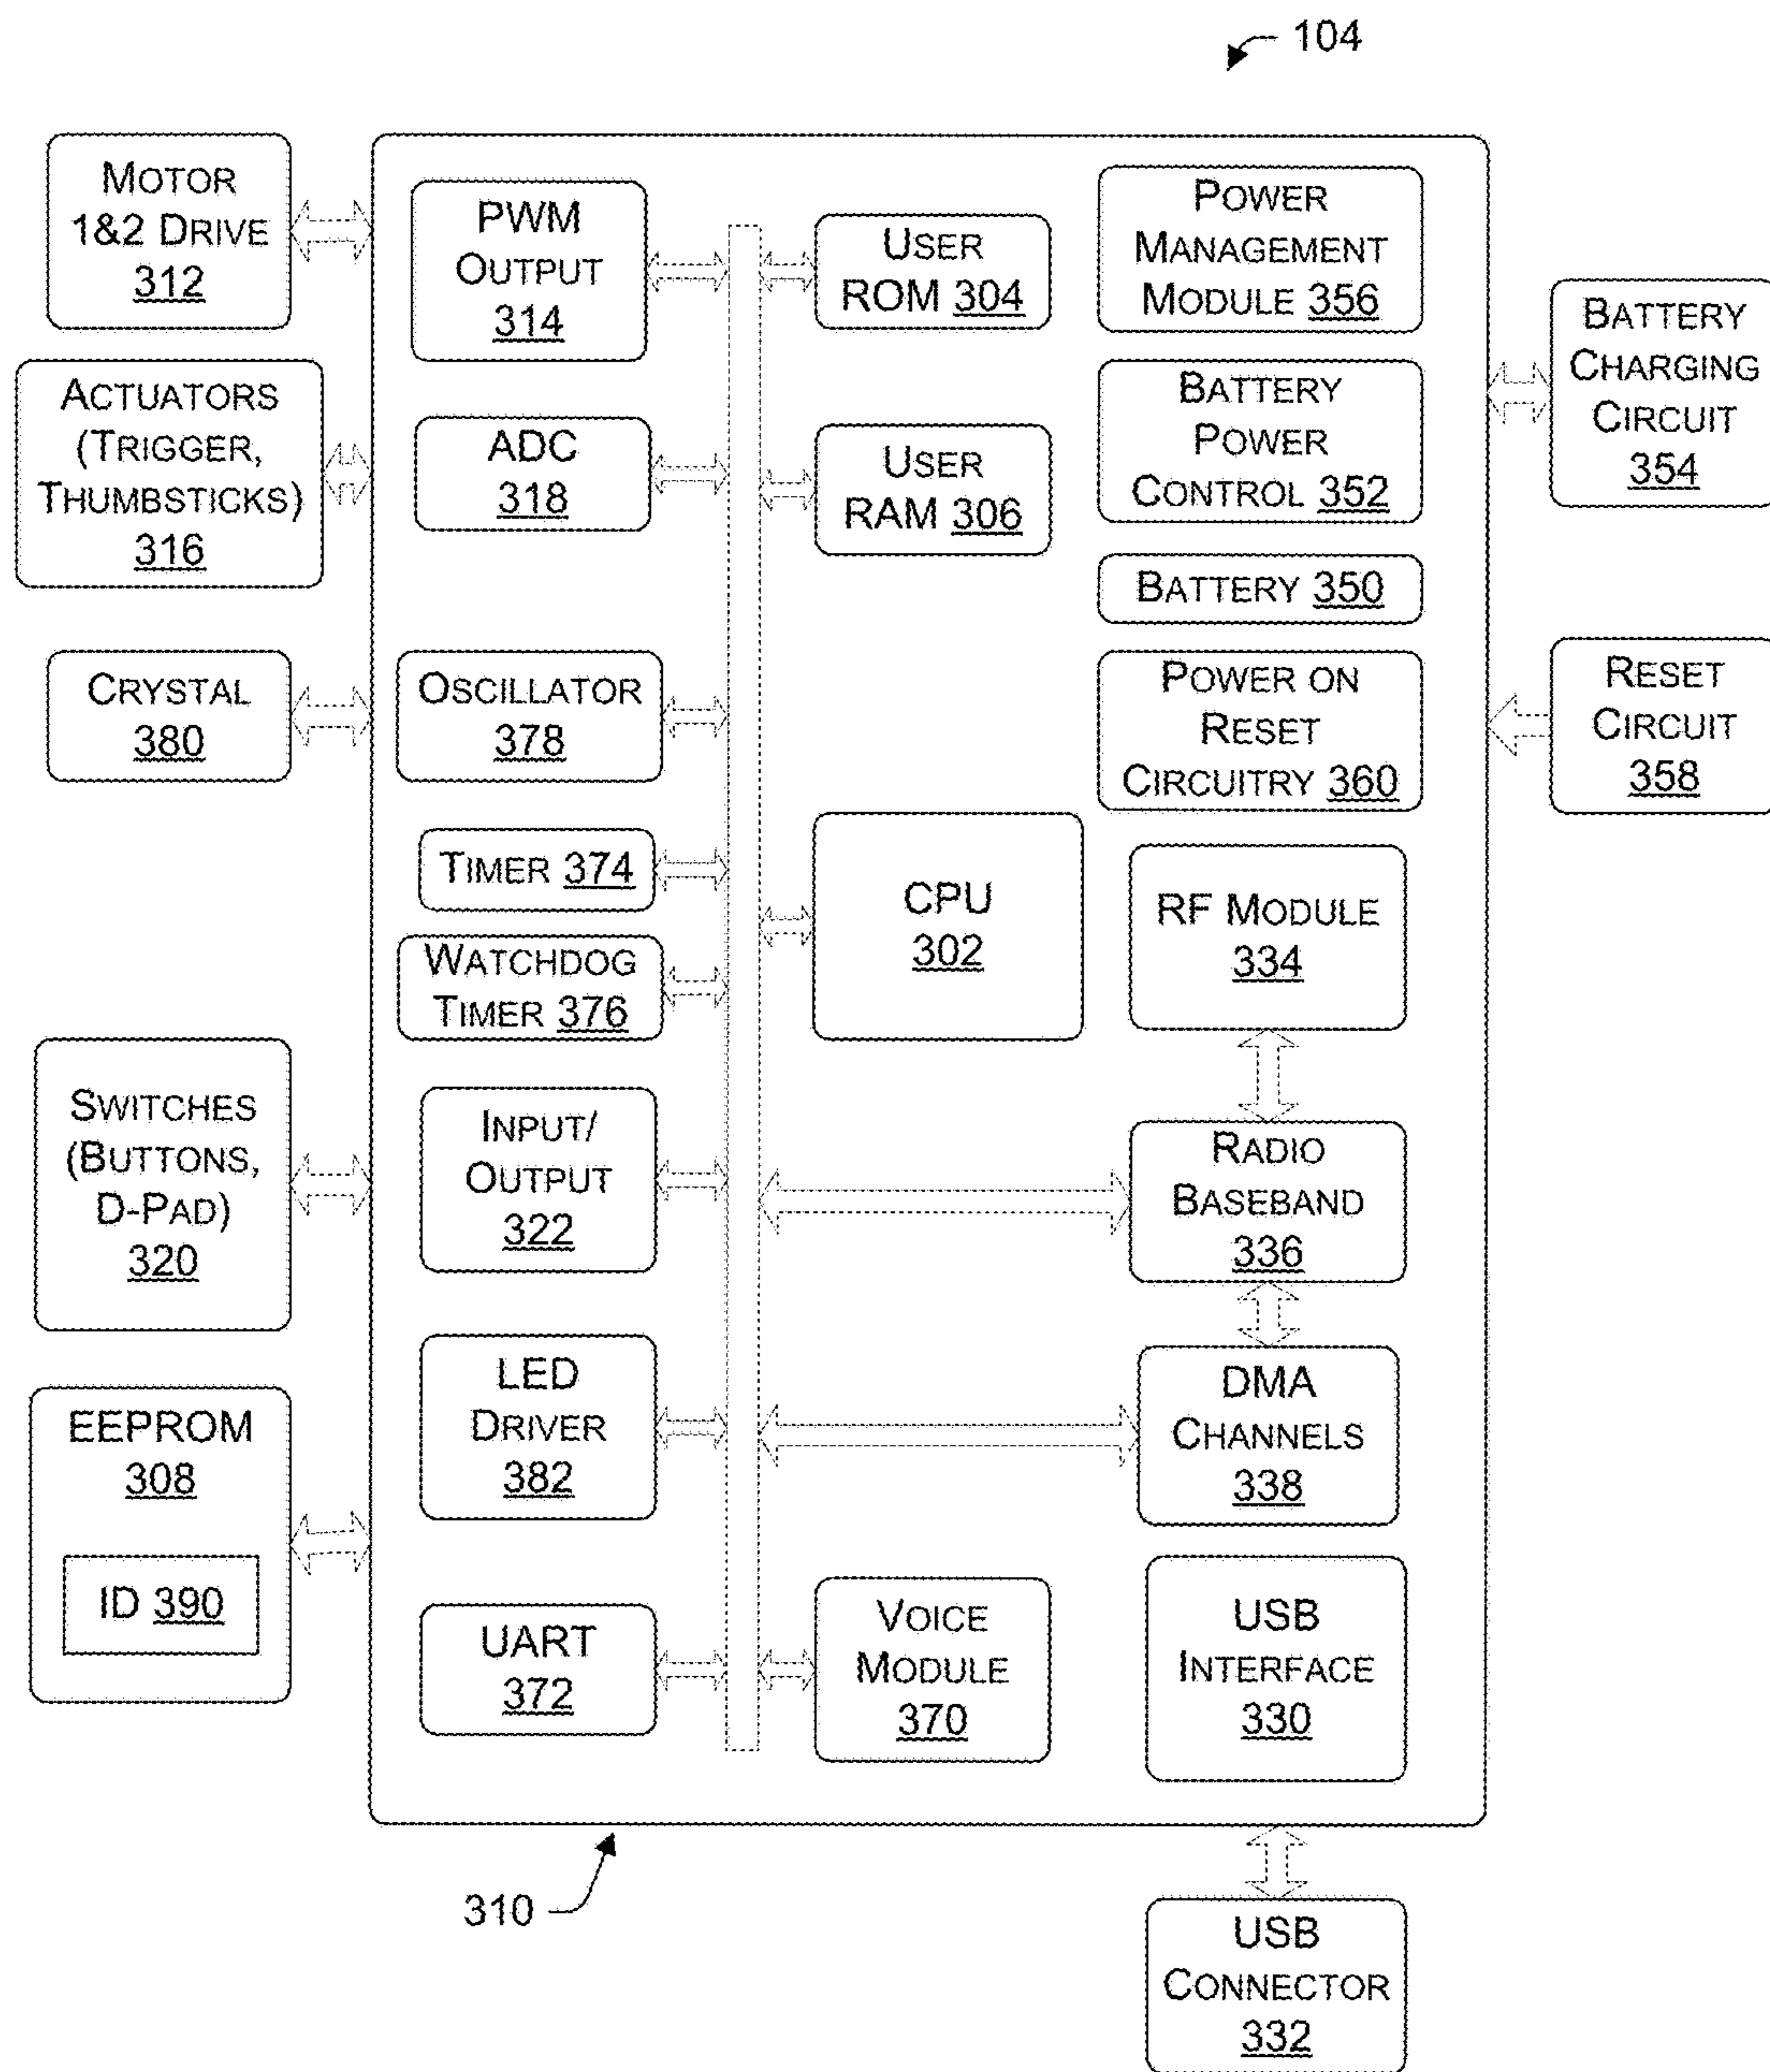 104
MOTOR
1&2 DRIVE
312
PWM
OUTPUT
314
USER
ROM 304
POWER
MANAGEMENT
MODULE 356
BATTERY
CHARGING
CIRCUIT
354
ACTUATORS
(TRIGGER,
THUMBSTICKS)
316
ADC
318
USER
RAM 306
BATTERY
POWER
CONTROL 352
BATTERY 350
CRYSTAL
380
OSCILLATOR
378
POWER ON
RESET
CIRCUITRY 360
RESET
CIRCUIT
358
TIMER 374
WATCHDOG
TIMER 376
CPU
302
RF MODULE
334
SWITCHES
(BUTTONS,
D-PAD)
320
INPUT/
OUTPUT
322
RADIO
BASEBAND
336
EEPROM
308
ID 390
LED
DRIVER
382
DMA
CHANNELS
338
UART
372
VOICE
MODULE
370
USB
INTERFACE
330
310
USB
CONNECTOR
332